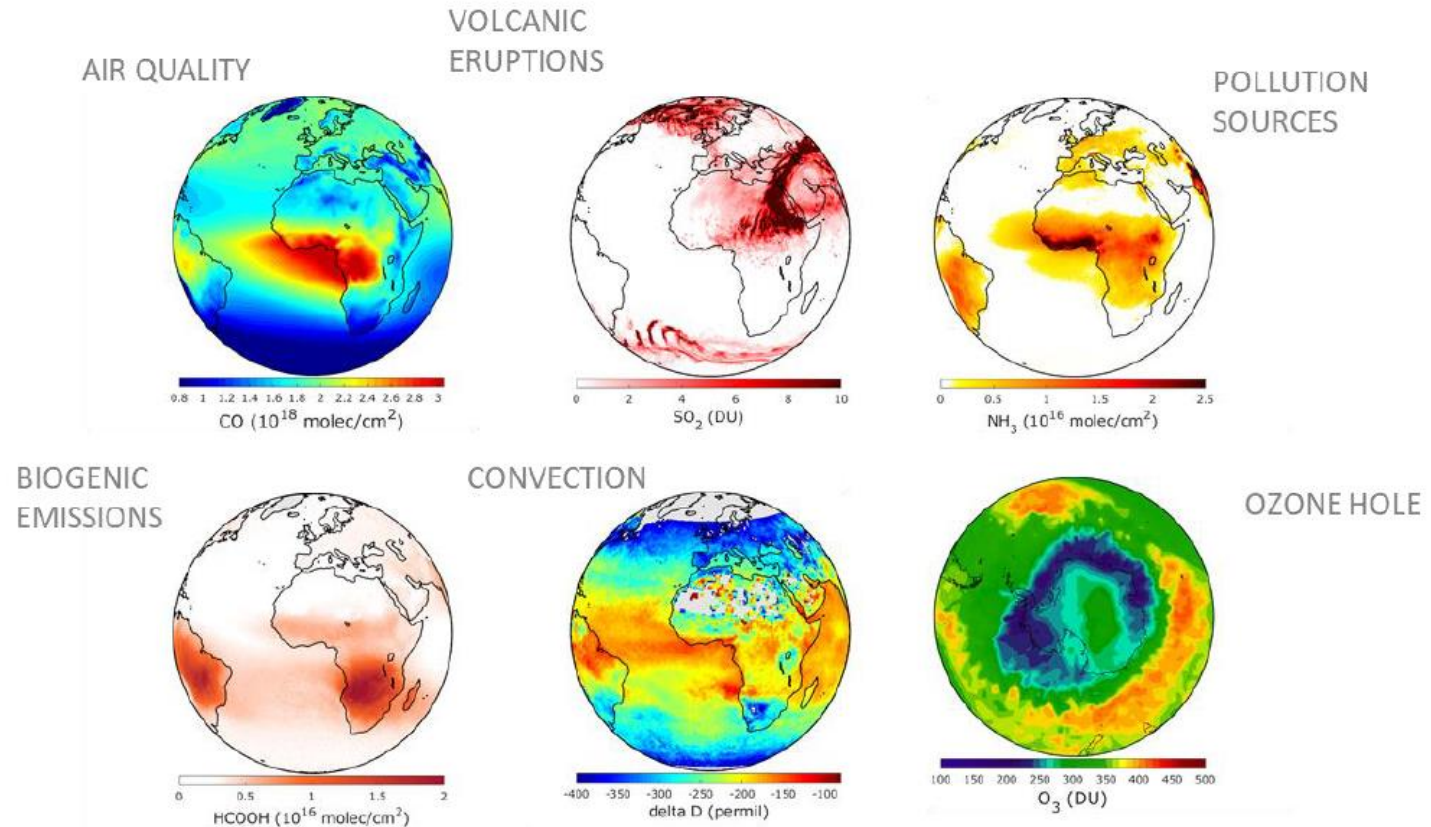 AIR QUALITY
VOLCANIC
ERUPTIONS
POLLUTION
SOURCES
0.8 1 1.2 1.4 1.6 1.8 2 2.2 2.4 2.6 2.8 3
CO (10¹⁸ molec/cm²)
0 2 4 6 8 10
SO₂ (DU)
0 0.5 1 1.5 2 2.5
NH₃ (10¹⁶ molec/cm²)
BIOGENIC
EMISSIONS
CONVECTION
OZONE HOLE
0 0.5 1 1.5 2
HCOOH (10¹⁶ molec/cm²)
-400 -350 -300 -250 -200 -150 -100
delta D (permil)
100 150 200 250 300 350 400 450 500
O₃ (DU)